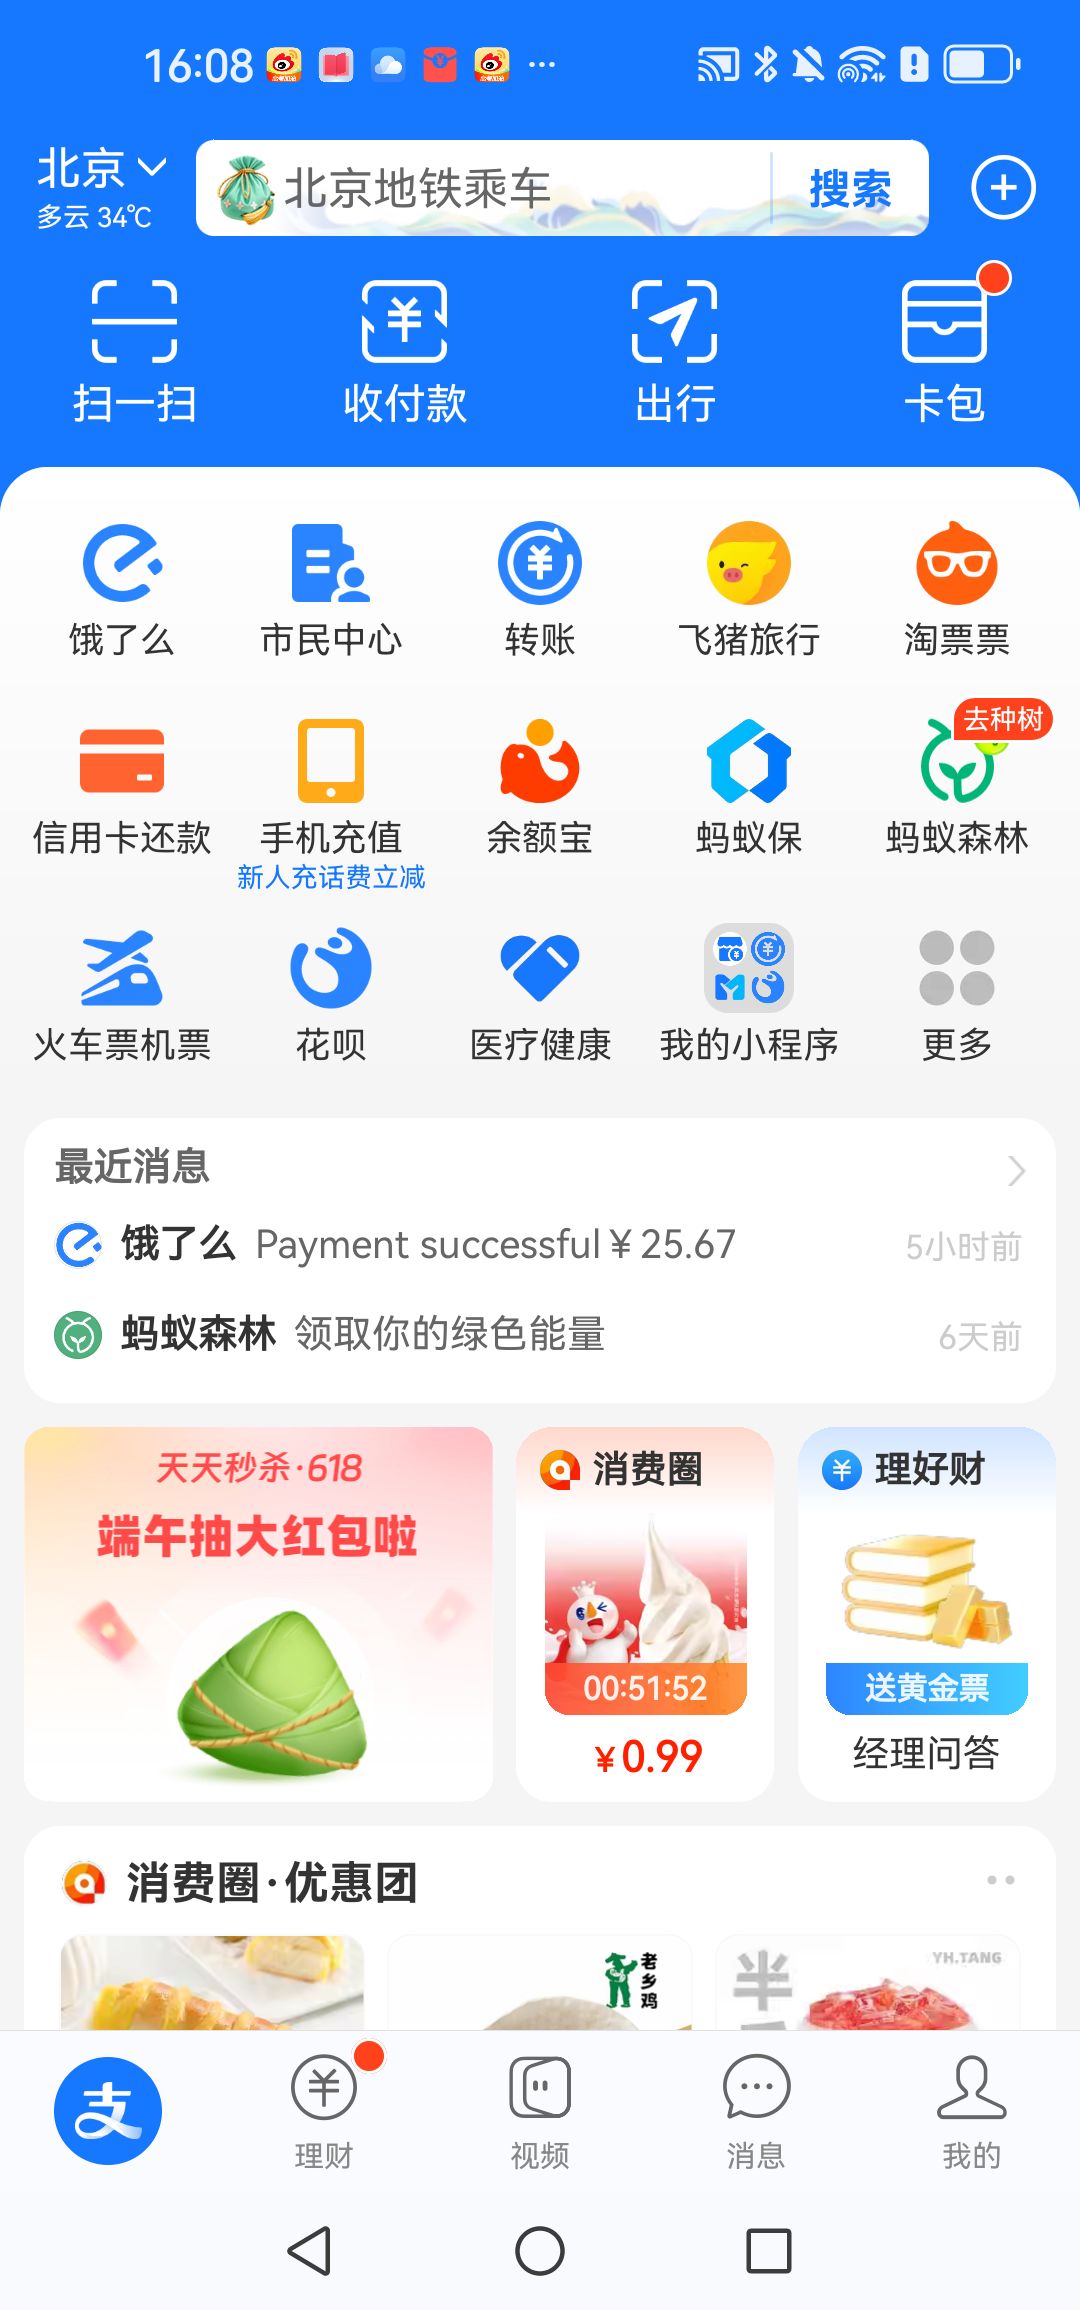 16:08
北京
多云 34℃
北京地铁乘车
搜索
扫一扫
收付款
出行
卡包
饿了么
市民中心
转账
飞猪旅行
淘票票
去种树
信用卡还款
手机充值
余额宝
蚂蚁保
蚂蚁森林
新人充话费立减
火车票机票
花呗
医疗健康
我的小程序
更多
最近消息
饿了么 Payment successful ¥ 25.67 5小时前
蚂蚁森林 领取你的绿色能量 6天前
天天秒杀·618
端午抽大红包啦
消费圈
00:51:52
¥0.99
理好财
送黄金票
经理问答
消费圈·优惠团
老乡鸡
半
YH.TANG
支
理财
视频
消息
我的